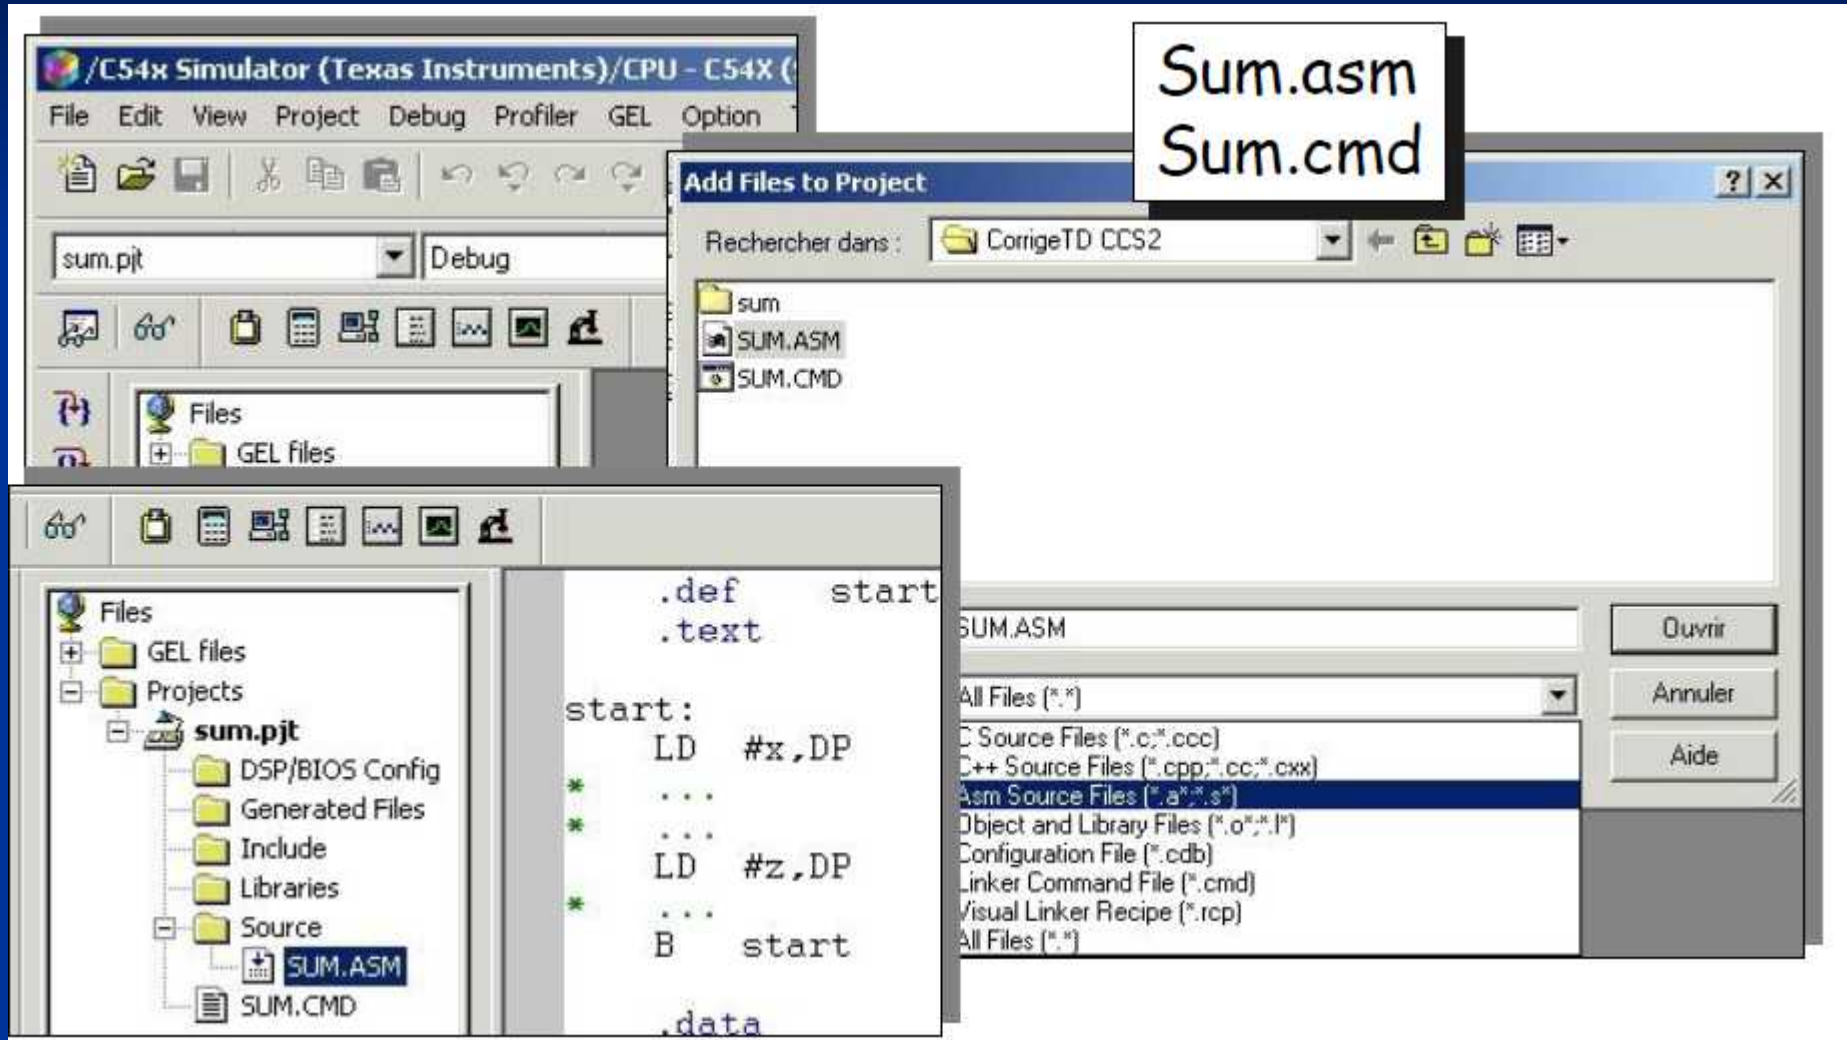 /C54x Simulator (Texas Instruments)/CPU - C54X (
File Edit View Project Debug Profiler GEL Option
sum.pjt Debug
Files
GEL files
Sum.asm
Sum.cmd
Add Files to Project
Rechercher dans : CorrigeTD CCS2
sum
SUM.ASM
SUM.CMD
SUM.ASM
Ouvrir
All Files (*.*)
Annuler
C Source Files (*.c;*.ccc)
C++ Source Files (*.cpp;*.cc;*.cxx)
Aide
Asm Source Files (*.a*;*.s*)
Object and Library Files (*.o*;*.l*)
Configuration File (*.cdb)
Linker Command File (*.cmd)
Visual Linker Recipe (*.rcp)
All Files (*.*)
Files
GEL files
Projects
sum.pjt
DSP/BIOS Config
Generated Files
Include
Libraries
Source
SUM.ASM
SUM.CMD
.def start
.text
start:
LD #x,DP
* ...
* ...
LD #z,DP
* ...
B start
.data